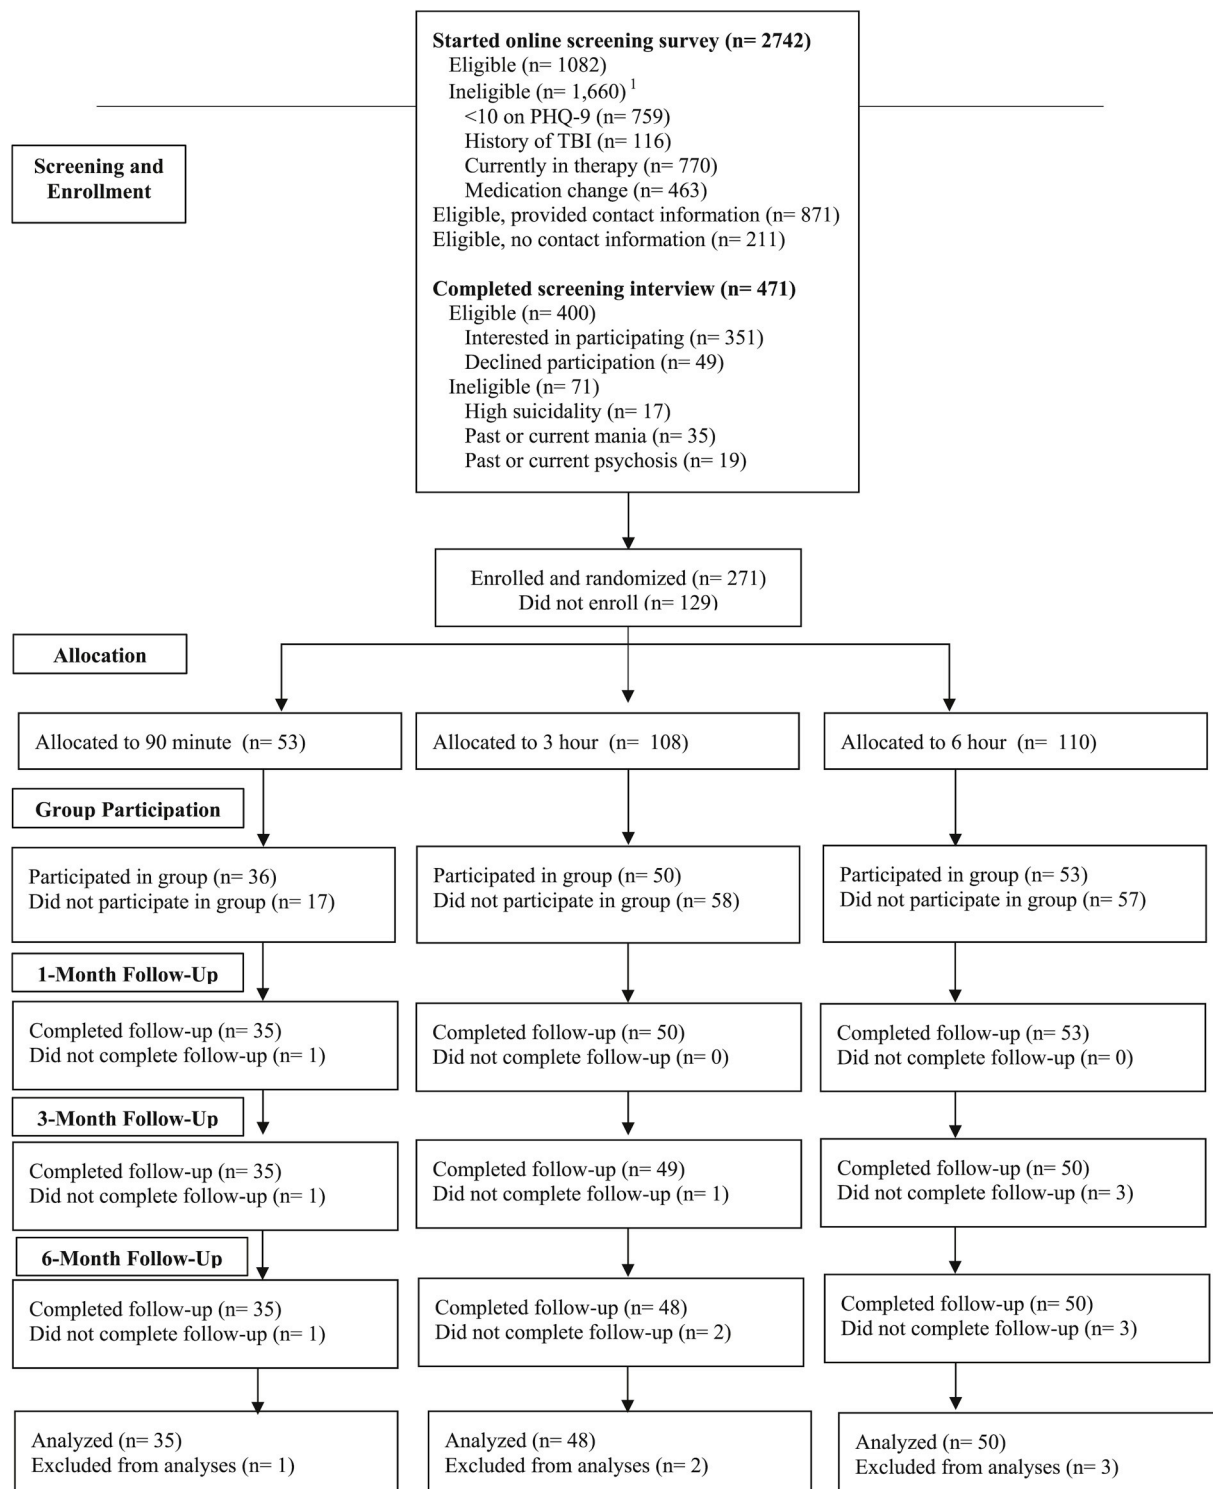 Started online screening survey (n= 2742)
Eligible (n= 1082)
Ineligible (n= 1,660) 1
<10 on PHQ-9 (n= 759)
History of TBI (n= 116)
Currently in therapy (n= 770)
Medication change (n= 463)
Eligible, provided contact information (n= 871)
Eligible, no contact information (n= 211)
Screening and
Enrollment
Completed screening interview (n= 471)
Eligible (n= 400)
Interested in participating (n= 351)
Declined participation (n= 49)
Ineligible (n= 71)
High suicidality (n= 17)
Past or current mania (n= 35)
Past or current psychosis (n= 19)
Enrolled and randomized (n= 271)
Did not enroll (n= 129)
Allocation
Allocated to 90 minute (n= 53)
Allocated to 3 hour (n= 108)
Allocated to 6 hour (n= 110)
Group Participation
Participated in group (n= 36)
Did not participate in group (n= 17)
Participated in group (n= 50)
Did not participate in group (n= 58)
Participated in group (n= 53)
Did not participate in group (n= 57)
1-Month Follow-Up
Completed follow-up (n= 35)
Did not complete follow-up (n= 1)
Completed follow-up (n= 50)
Did not complete follow-up (n= 0)
Completed follow-up (n= 53)
Did not complete follow-up (n= 0)
3-Month Follow-Up
Completed follow-up (n= 35)
Did not complete follow-up (n= 1)
Completed follow-up (n= 49)
Did not complete follow-up (n= 1)
Completed follow-up (n= 50)
Did not complete follow-up (n= 3)
6-Month Follow-Up
Completed follow-up (n= 35)
Did not complete follow-up (n= 1)
Completed follow-up (n= 48)
Did not complete follow-up (n= 2)
Completed follow-up (n= 50)
Did not complete follow-up (n= 3)
Analyzed (n= 35)
Excluded from analyses (n= 1)
Analyzed (n= 48)
Excluded from analyses (n= 2)
Analyzed (n= 50)
Excluded from analyses (n= 3)